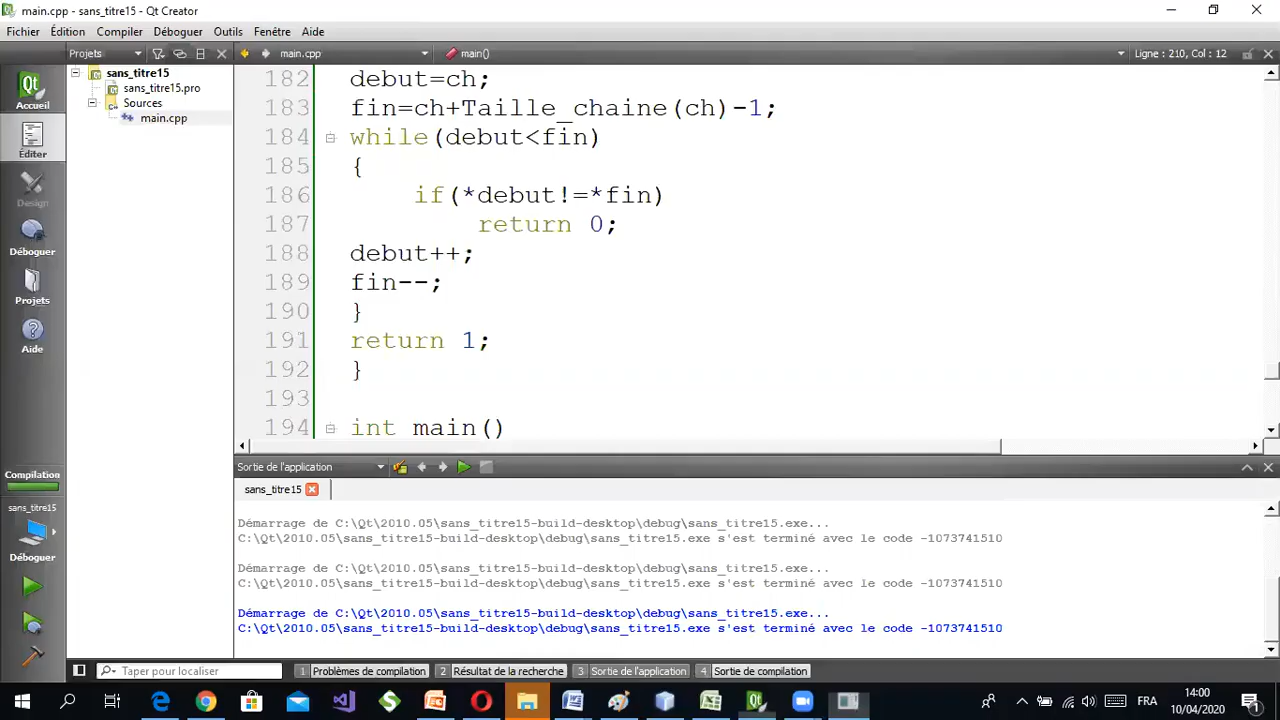 main.cpp - sans_titre15 - Qt Creator
Fichier Édition Compiler Déboguer Outils Fenêtre Aide
Projets main.cpp main() Ligne : 210, Col : 12
sans_titre15
sans_titre15.pro
Sources
main.cpp
Qt
Accueil
Éditer
Design
Déboguer
Projets
Aide
Compilation
sans_titre15
Déboguer
182 debut=ch;
183 fin=ch+Taille_chaine(ch)-1;
184 while(debut<fin)
185 {
186 if(*debut!=*fin)
187 return 0;
188 debut++;
189 fin--;
190 }
191 return 1;
192 }
193
194 int main()
Sortie de l'application
sans_titre15
Démarrage de C:\Qt\2010.05\sans_titre15-build-desktop\debug\sans_titre15.exe...
C:\Qt\2010.05\sans_titre15-build-desktop\debug\sans_titre15.exe s'est terminé avec le code -1073741510
Démarrage de C:\Qt\2010.05\sans_titre15-build-desktop\debug\sans_titre15.exe...
C:\Qt\2010.05\sans_titre15-build-desktop\debug\sans_titre15.exe s'est terminé avec le code -1073741510
Démarrage de C:\Qt\2010.05\sans_titre15-build-desktop\debug\sans_titre15.exe...
C:\Qt\2010.05\sans_titre15-build-desktop\debug\sans_titre15.exe s'est terminé avec le code -1073741510
Taper pour localiser 1 Problèmes de compilation 2 Résultat de la recherche 3 Sortie de l'application 4 Sortie de compilation
FRA
14:00
10/04/2020